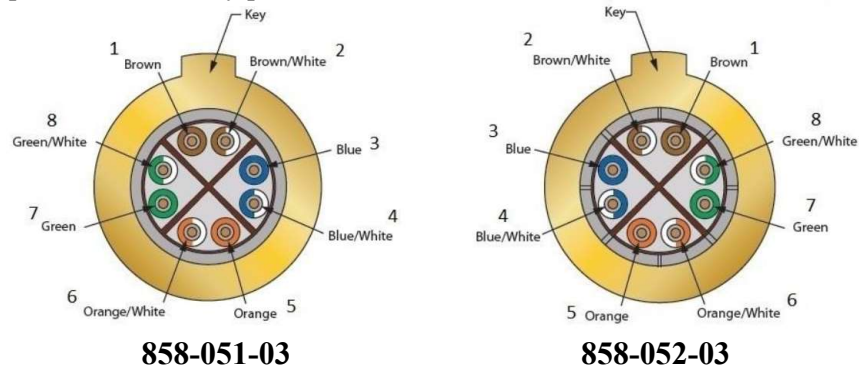 Key
1
Brown
2
Brown/White
8
Green/White
3
Blue
7
Green
4
Blue/White
6
Orange/White
5
Orange
858-051-03
Key
2
Brown/White
1
Brown
3
Blue
8
Green/White
4
Blue/White
7
Green
5
Orange
6
Orange/White
858-052-03